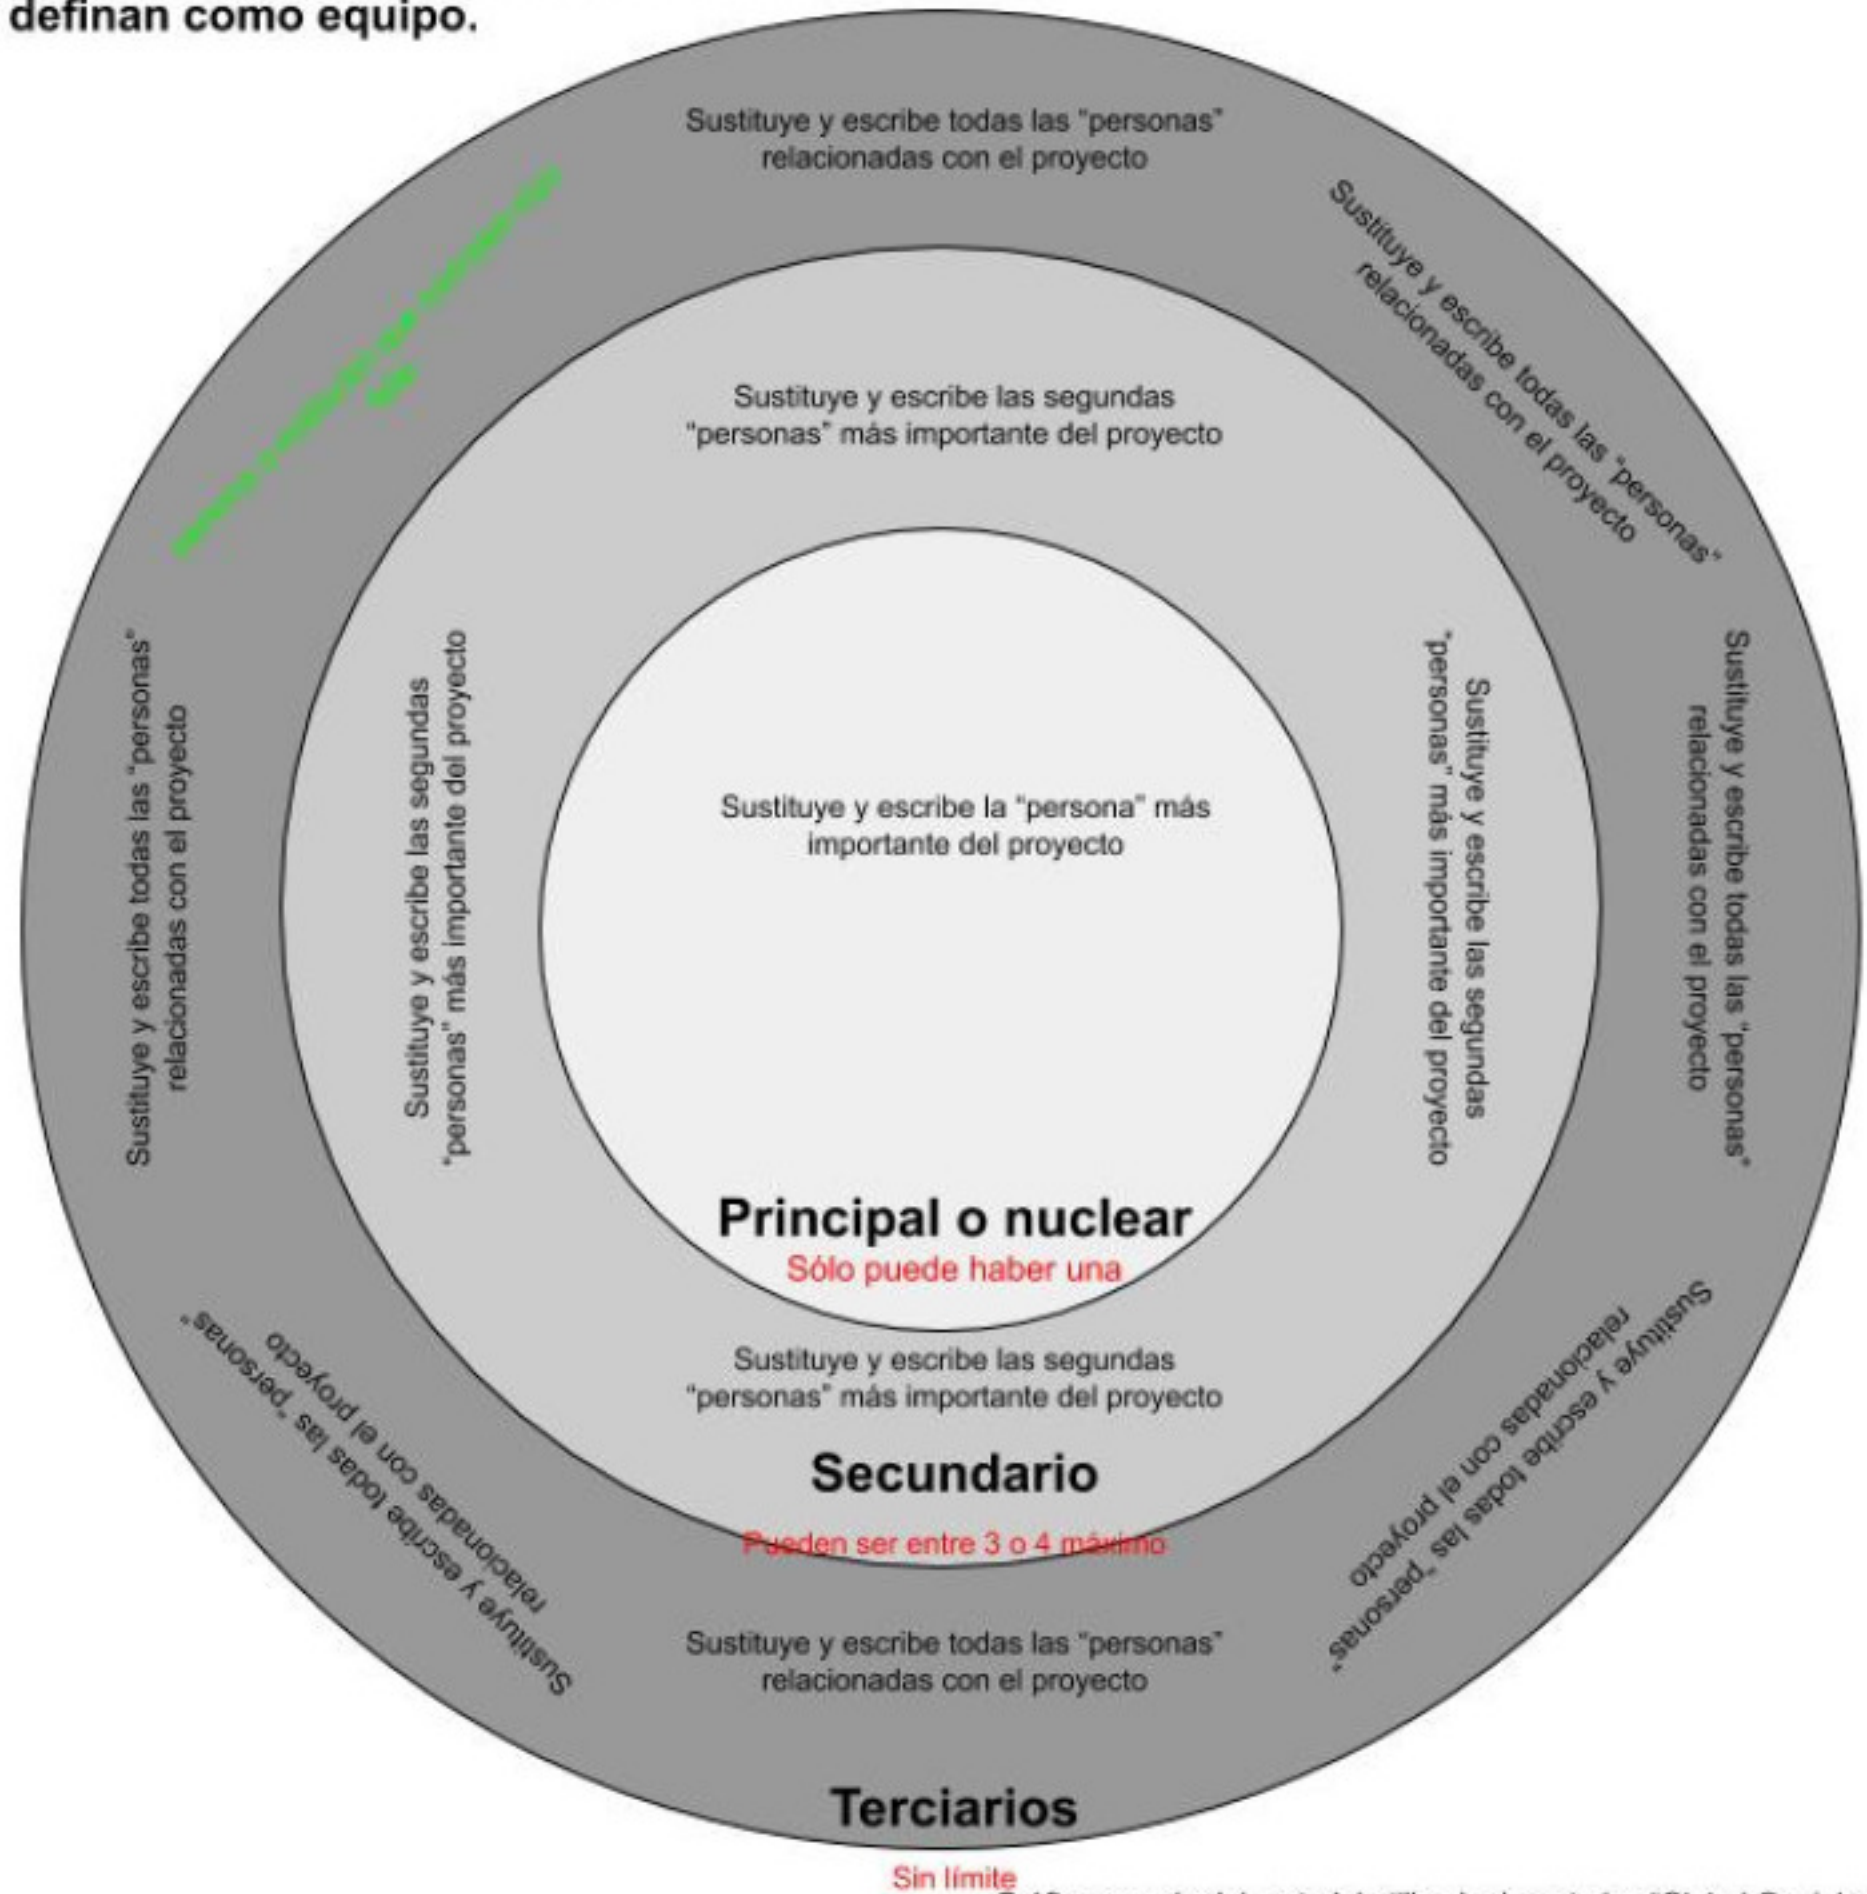 definan como equipo.
Sustituye y escribe todas las “personas”
relacionadas con el proyecto
Sustituye y escribe todas las “personas”
relacionadas con el proyecto
Sustituye y escribe las segundas
“personas” más importante del proyecto
Sustituye y escribe todas las “personas”
relacionadas con el proyecto
Sustituye y escribe las segundas
“personas” más importante del proyecto
Sustituye y escribe la “persona” más
importante del proyecto
Sustituye y escribe las segundas
“personas” más importante del proyecto
Sustituye y escribe todas las “personas”
relacionadas con el proyecto
Principal o nuclear
Sólo puede haber una
Sustituye y escribe las segundas
“personas” más importante del proyecto
Secundario
Pueden ser entre 3 o 4 máximo
Sustituye y escribe todas las “personas”
relacionadas con el proyecto
Sustituye y escribe todas las “personas”
relacionadas con el proyecto
Sustituye y escribe todas las “personas”
relacionadas con el proyecto
Terciarios
Sin límite